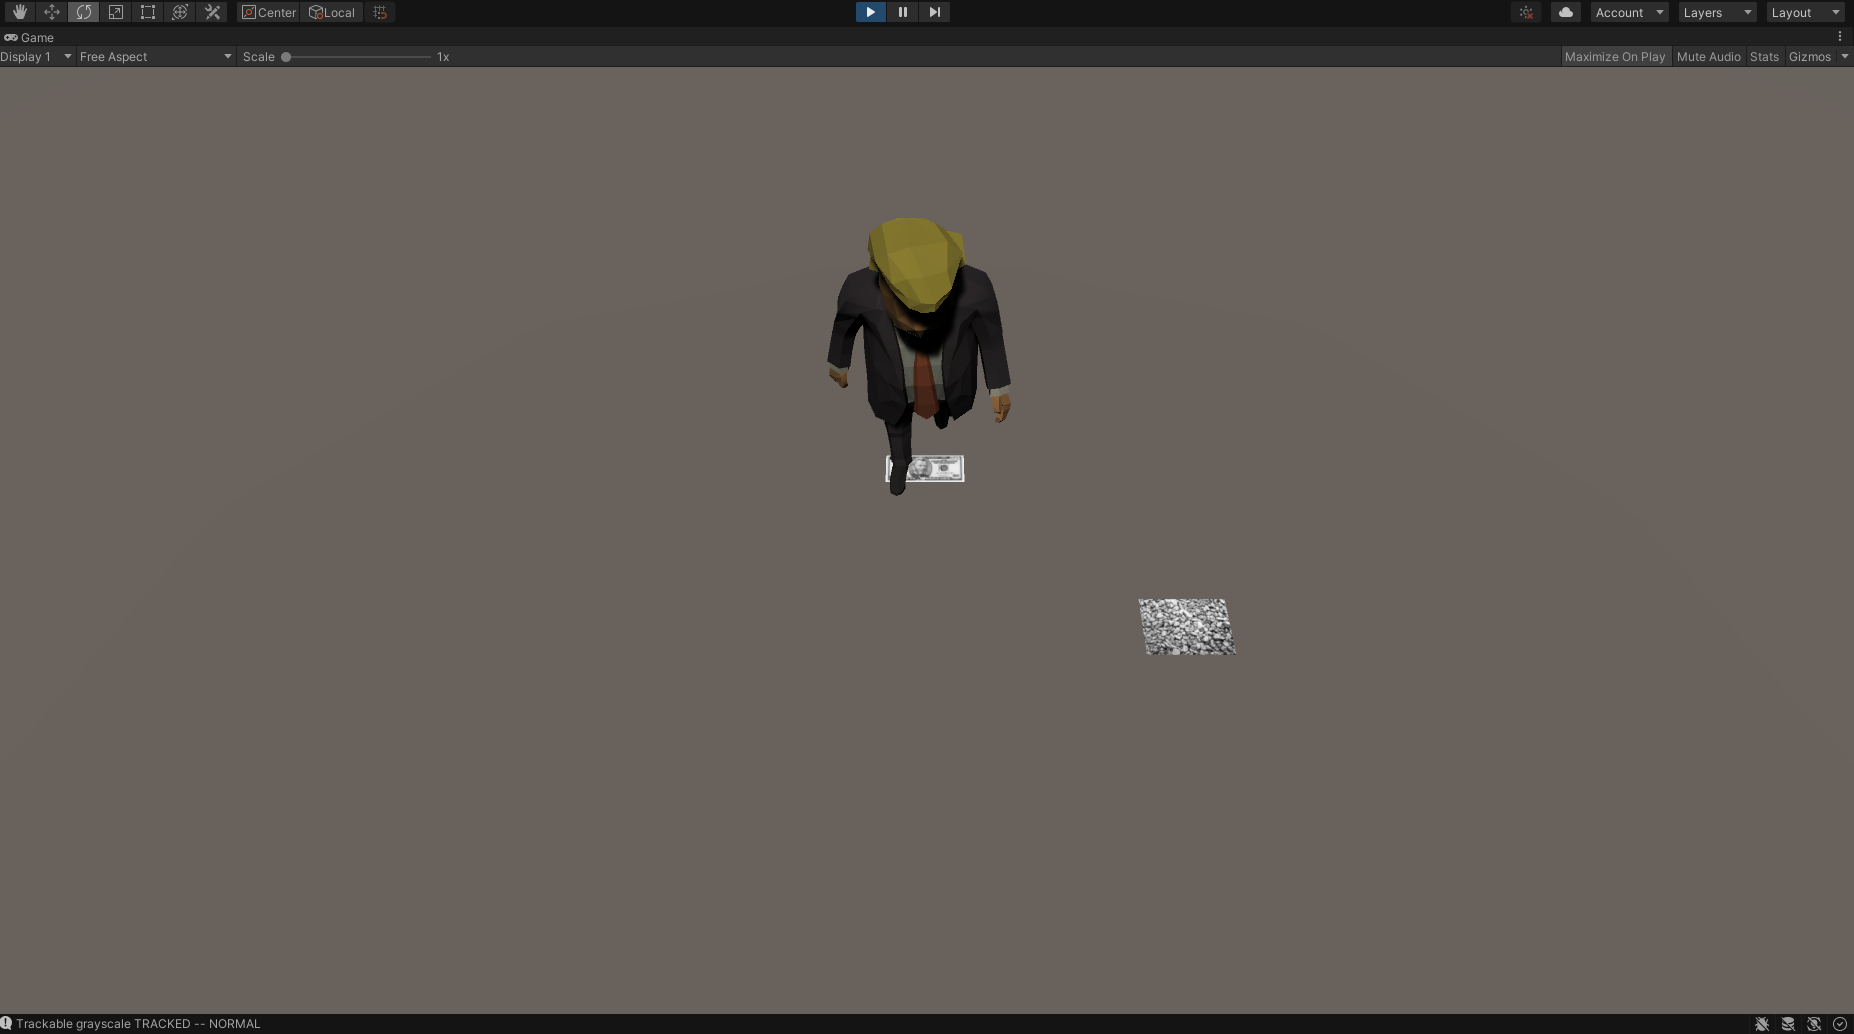 Center Local Account Layers Layout
Game
Display 1 Free Aspect Scale 1x Maximize On Play Mute Audio Stats Gizmos
Trackable grayscale TRACKED -- NORMAL